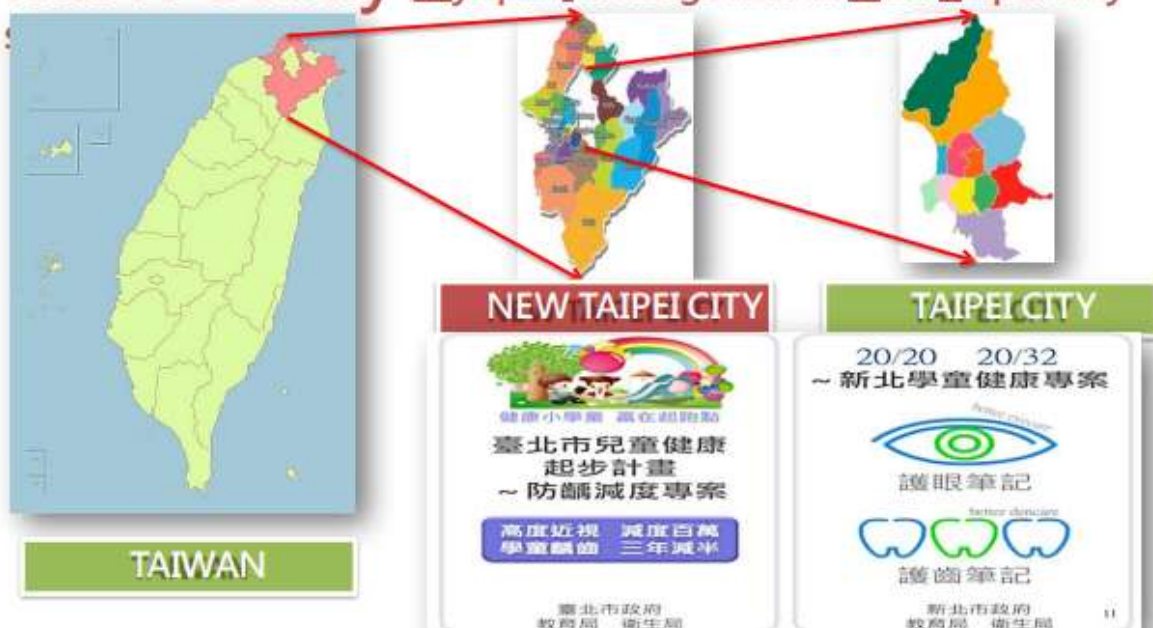 NEW TAIPEI CITY
TAIPEI CITY
TAIWAN
健康小學童 贏在起跑點
臺北市兒童健康
起步計畫
~防齲減度專案
高度近視 減度百萬
學童齲齒 三年減半
臺北市政府
教育局 衛生局
20/20 20/32
~新北學童健康專案
better eyecare
護眼筆記
better dencare
護齒筆記
新北市政府
教育局 衛生局
11